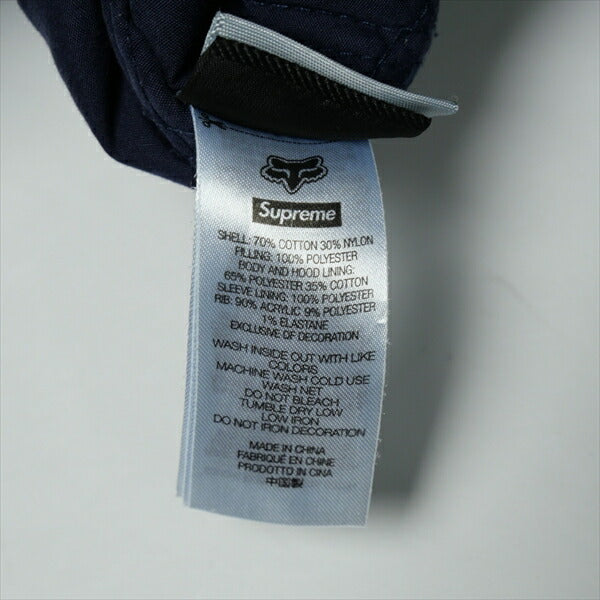 Supreme
SHELL: 70% COTTON 30% NYLON
FILLING: 100% POLYESTER
BODY AND HOOD LINING:
65% POLYESTER 35% COTTON
SLEEVE LINING: 100% POLYESTER
RIB: 90% ACRYLIC 9% POLYESTER
1% ELASTANE
EXCLUSIVE OF DECORATION
WASH INSIDE OUT WITH LIKE
COLORS
MACHINE WASH COLD USE
WASH NET
DO NOT BLEACH
TUMBLE DRY LOW
LOW IRON
DO NOT IRON DECORATION
MADE IN CHINA
FABRIQUÉ EN CHINE
PRODOTTO IN CINA
中国製